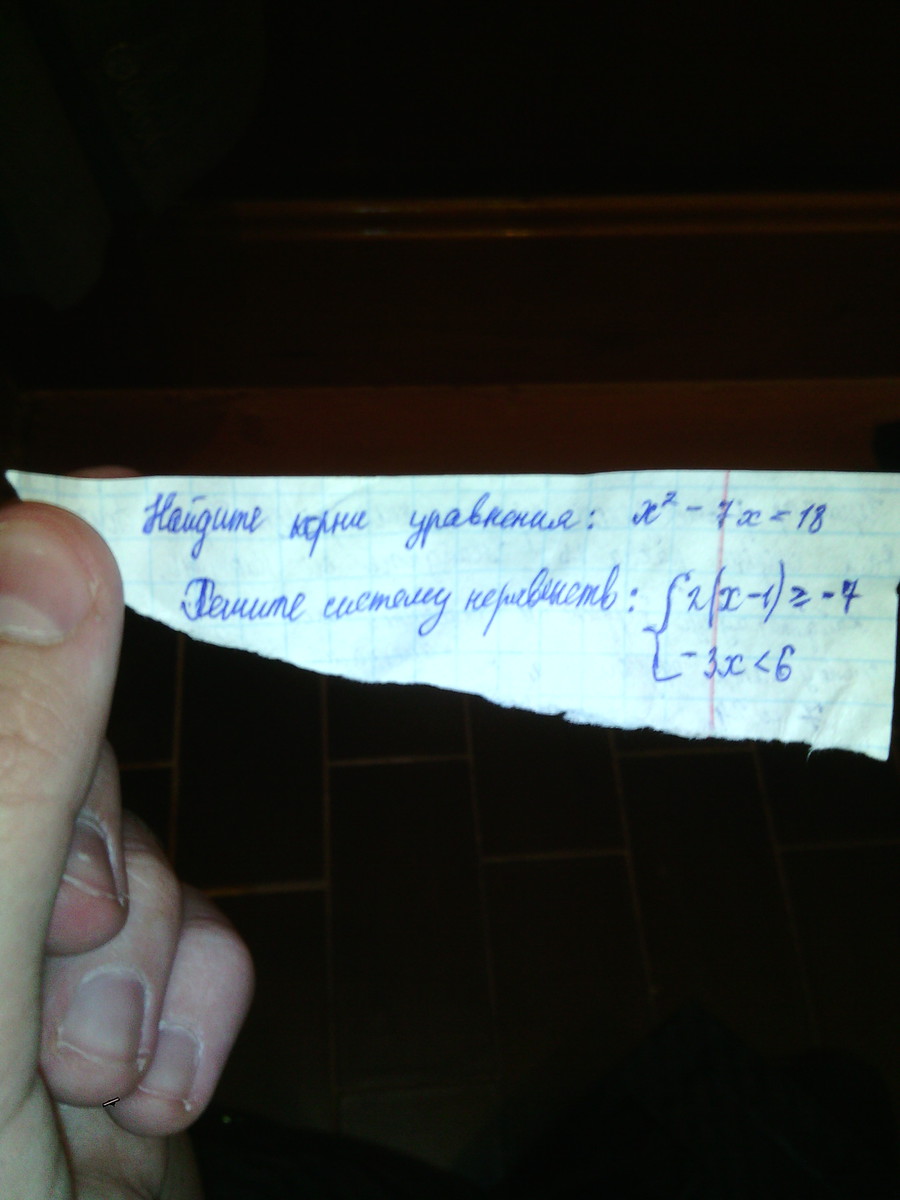 Найдите корни уравнения: x² - 7x = 18
Решите систему неравенств: { 2(x-1) ≥ -7
-3x < 6